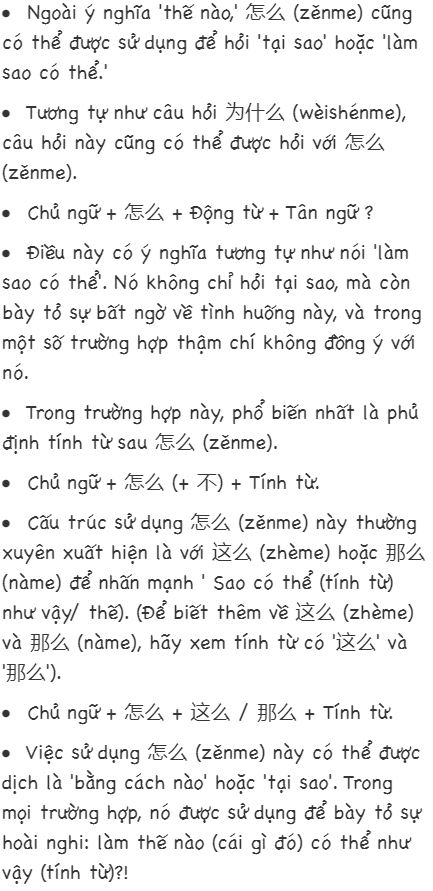 • Ngoài ý nghĩa 'thế nào,' 怎么 (zěnme) cũng
có thể được sử dụng để hỏi 'tại sao' hoặc 'làm
sao có thể.'
• Tương tự như câu hỏi 为什么 (wèishénme),
câu hỏi này cũng có thể được hỏi với 怎么
(zěnme).
• Chủ ngữ + 怎么 + Động từ + Tân ngữ ?
• Điều này có ý nghĩa tương tự như nói 'làm
sao có thể'. Nó không chỉ hỏi tại sao, mà còn
bày tỏ sự bất ngờ về tình huống này, và trong
một số trường hợp thậm chí không đồng ý với
nó.
• Trong trường hợp này, phổ biến nhất là phủ
định tính từ sau 怎么 (zěnme).
• Chủ ngữ + 怎么 (+ 不) + Tính từ.
• Cấu trúc sử dụng 怎么 (zěnme) này thường
xuyên xuất hiện là với 这么 (zhème) hoặc 那么
(nàme) để nhấn mạnh ' Sao có thể (tính từ)
như vậy/ thế). (Để biết thêm về 这么 (zhème)
và 那么 (nàme), hãy xem tính từ có '这么' và
'那么').
• Chủ ngữ + 怎么 + 这么 / 那么 + Tính từ.
• Việc sử dụng 怎么 (zěnme) này có thể được
dịch là 'bằng cách nào' hoặc 'tại sao'. Trong
mọi trường hợp, nó được sử dụng để bày tỏ sự
hoài nghi: làm thế nào (cái gì đó) có thể như
vậy (tính từ)?!